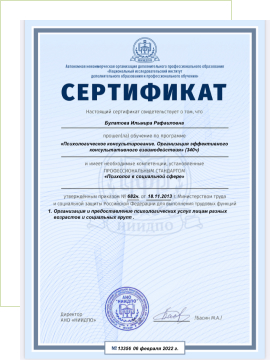 Автономная некоммерческая организация дополнительного профессионального образования
«Национальный исследовательский институт
дополнительного образования и профессионального обучения»
СЕРТИФИКАТ
Настоящий сертификат свидетельствует о том, что
Булатова Ильвира Рафаиловна
прошел(ла) обучение по программе
«Психологическое консультирование. Организация эффективного
консультативного взаимодействия» (340ч)
и имеет необходимые компетенции, установленные
ПРОФЕССИОНАЛЬНЫМ СТАНДАРТОМ
«Психолог в социальной сфере»
утвержденным приказом № 682н от 18.11.2013 г. Министерством труда
и социальной защиты Российской Федерации для выполнения трудовых функций
1. Организация и предоставление психологических услуг лицам разных
возрастов и социальных групп .
Директор
АНО «НИИДПО»
НИИДПО
№ 13256 06 февраля 2022 г.